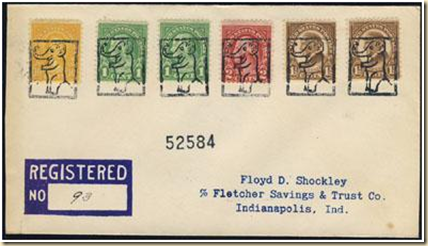 52584
REGISTERED
NO 93
Floyd D. Shockley
% Fletcher Savings & Trust Co.
Indianapolis, Ind.